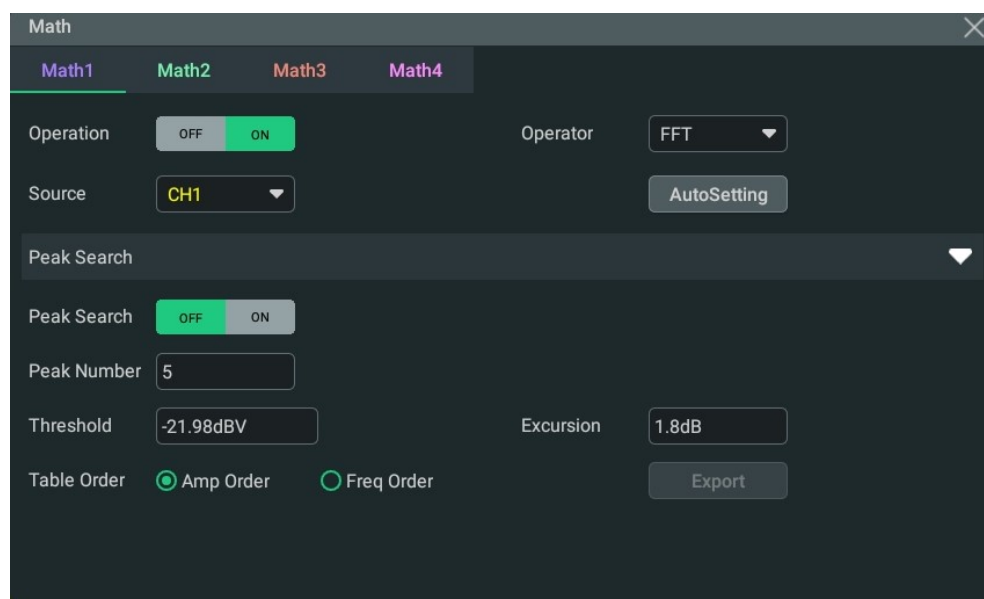 Math
Math1 Math2 Math3 Math4
Operation OFF ON Operator FFT
Source CH1 AutoSetting
Peak Search
Peak Search OFF ON
Peak Number 5
Threshold -21.98dBV Excursion 1.8dB
Table Order Amp Order Freq Order Export